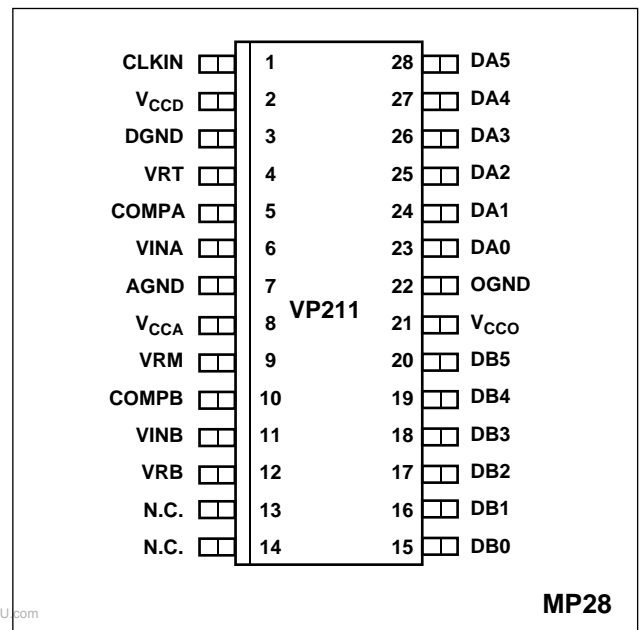 CLKIN 1 28 DA5
VCCD 2 27 DA4
DGND 3 26 DA3
VRT 4 25 DA2
COMPA 5 24 DA1
VINA 6 23 DA0
AGND 7 22 OGND
VP211
VCCA 8 21 VCCO
VRM 9 20 DB5
COMPB 10 19 DB4
VINB 11 18 DB3
VRB 12 17 DB2
N.C. 13 16 DB1
N.C. 14 15 DB0
MP28
U.com